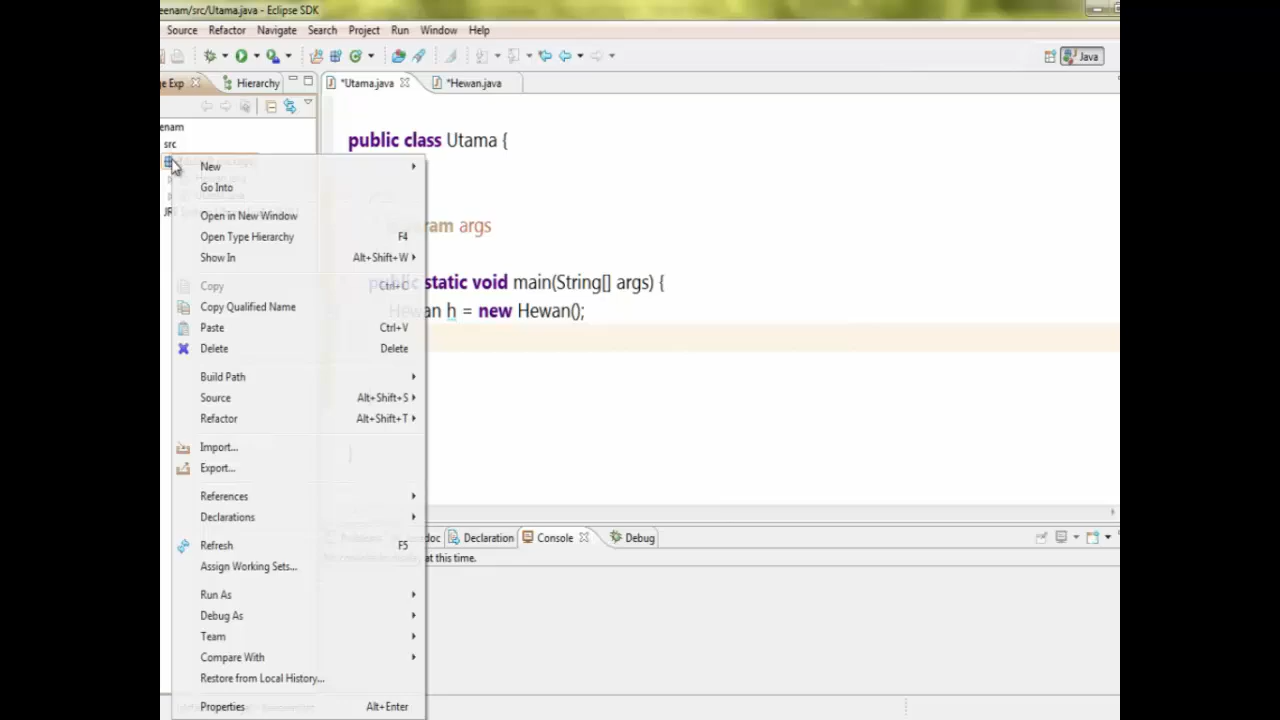 eenam/src/Utama.java - Eclipse SDK
Source Refactor Navigate Search Project Run Window Help
Java
e Exp Hierarchy *Utama.java *Hewan.java
enam
src
public class Utama {
New
Go Into
Open in New Window
Open Type Hierarchy F4
Show In Alt+Shift+W
Copy Ctrl+C
Copy Qualified Name
Paste Ctrl+V
Delete Delete
Build Path
Source Alt+Shift+S
Refactor Alt+Shift+T
Import...
Export...
References
Declarations
Refresh F5
Assign Working Sets...
Run As
Debug As
Team
Compare With
Restore from Local History...
Properties Alt+Enter
ram args
public static void main(String[] args) {
Hewan h = new Hewan();
}
doc Declaration Console Debug
at this time.